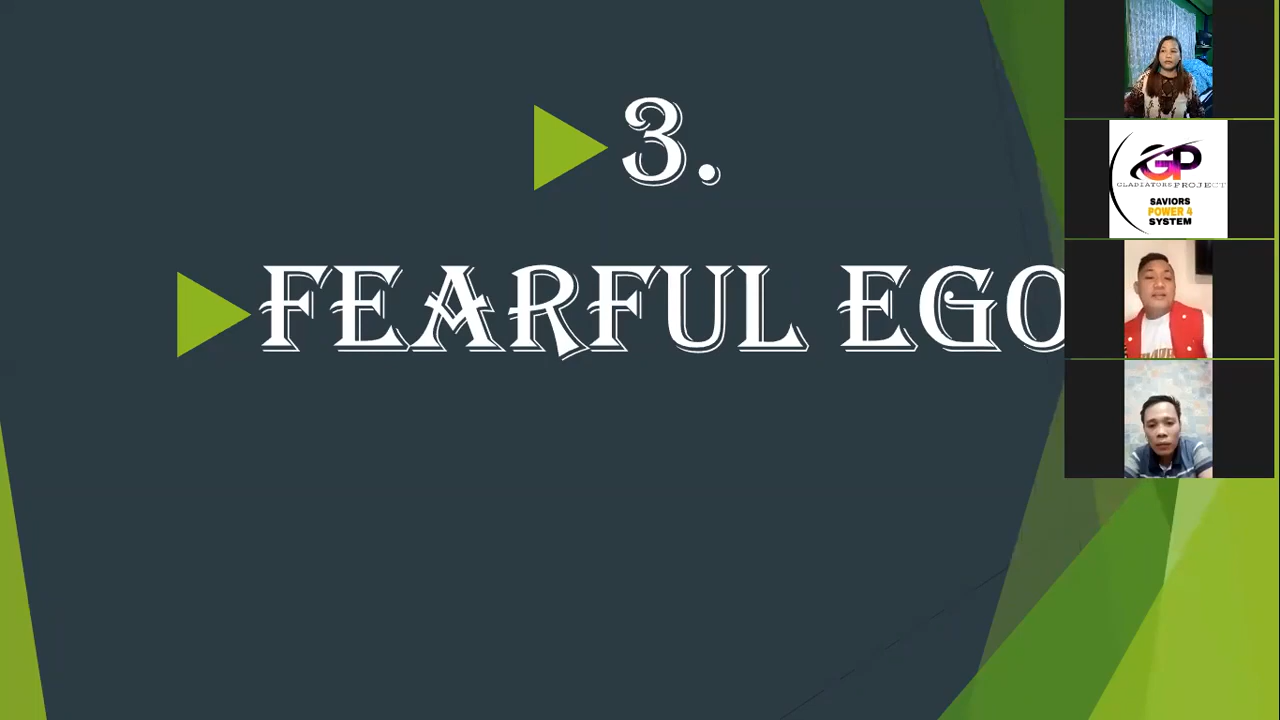 3.
FEARFUL EGO
GP
GLADIATORS PROJECT
SAVIORS
POWER 4
SYSTEM